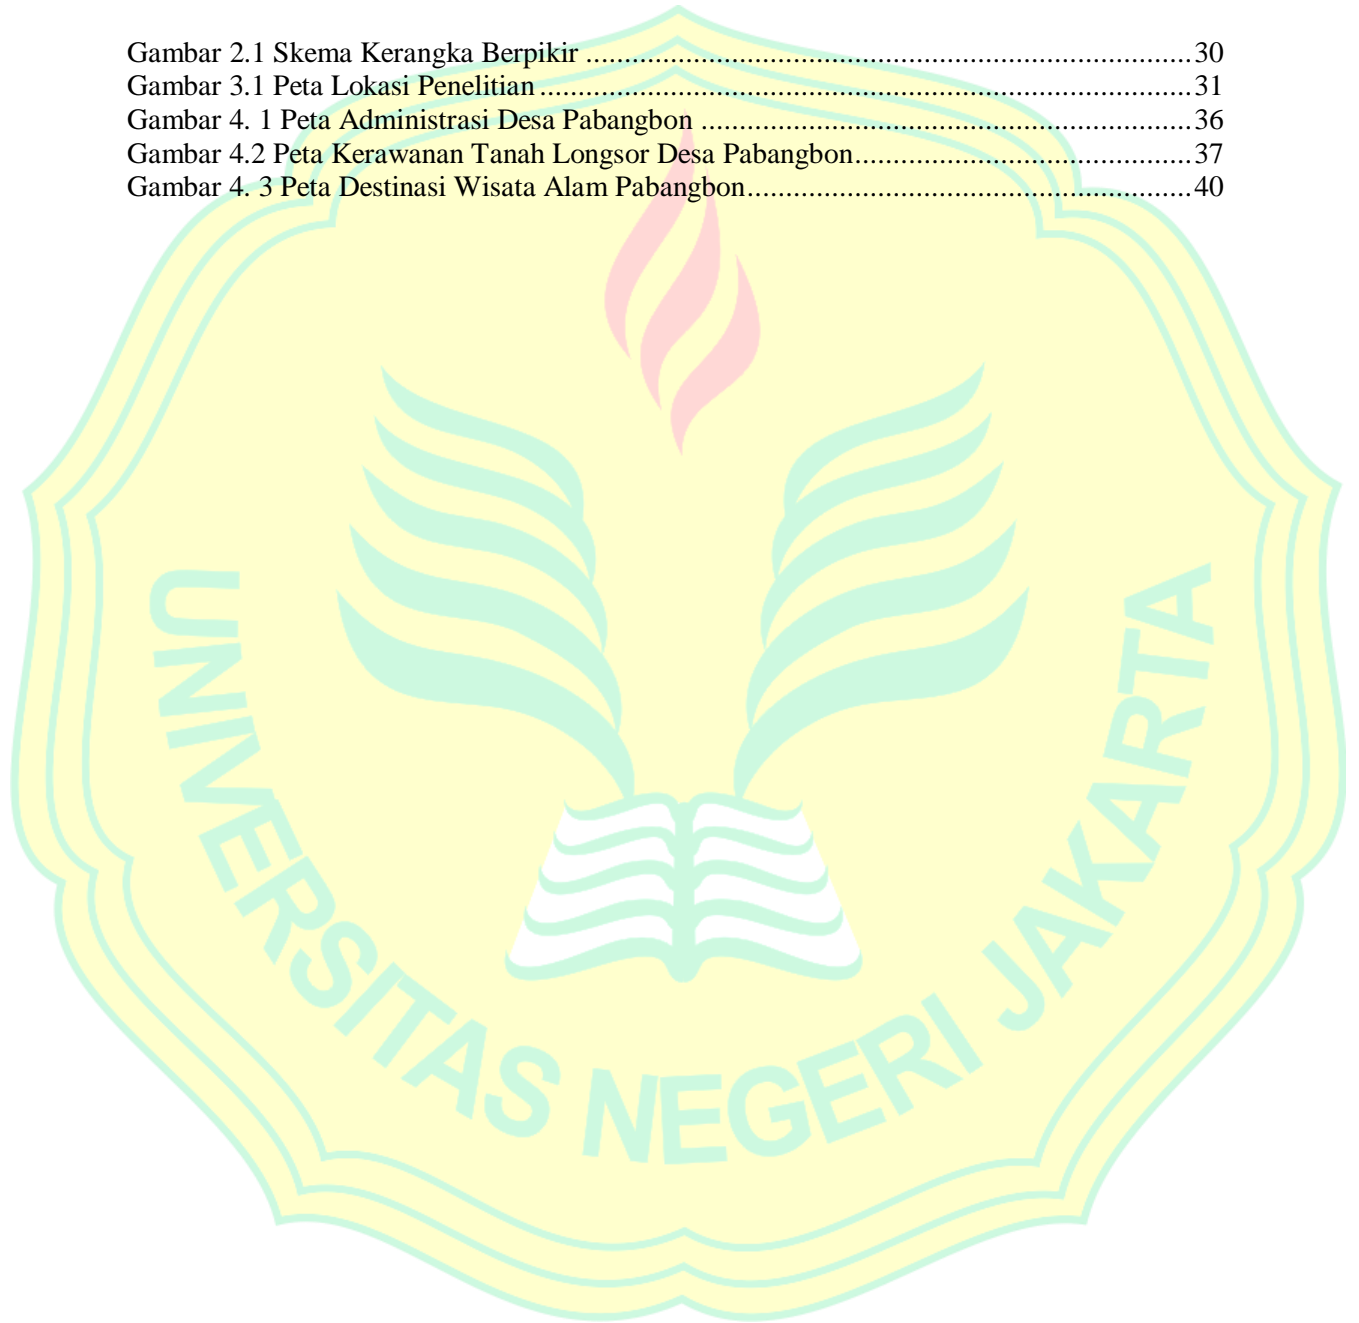 Gambar 2.1 Skema Kerangka Berpikir ...............................................................................30
Gambar 3.1 Peta Lokasi Penelitian.....................................................................................31
Gambar 4. 1 Peta Administrasi Desa Pabangbon ................................................................36
Gambar 4.2 Peta Kerawanan Tanah Longsor Desa Pabangbon............................................37
Gambar 4. 3 Peta Destinasi Wisata Alam Pabangbon..........................................................40
UNIVERSITAS NEGERI JAKARTA